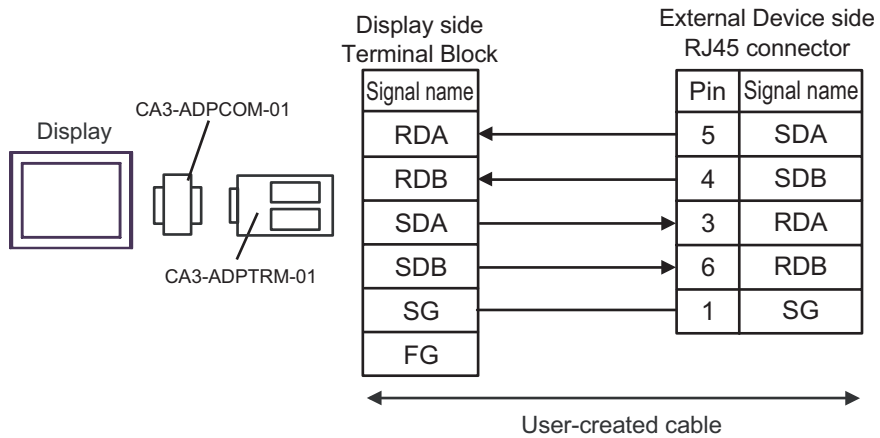 Display side
Terminal Block
External Device side
RJ45 connector
Display
CA3-ADPCOM-01
CA3-ADPTRM-01
Signal name
Pin Signal name
RDA 5 SDA
RDB 4 SDB
SDA 3 RDA
SDB 6 RDB
SG 1 SG
FG
User-created cable